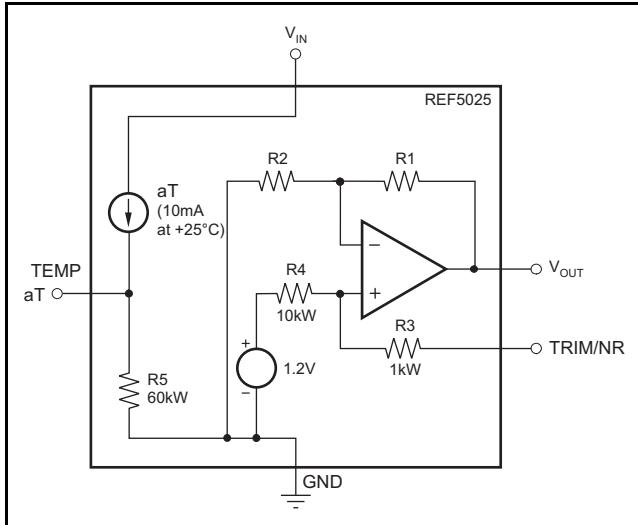 V_IN
REF5025
R2
R1
aT
(10mA
at +25°C)
TEMP
aT
R4
10kW
−
+
V_OUT
R3
1kW
TRIM/NR
+
1.2V
−
R5
60kW
GND